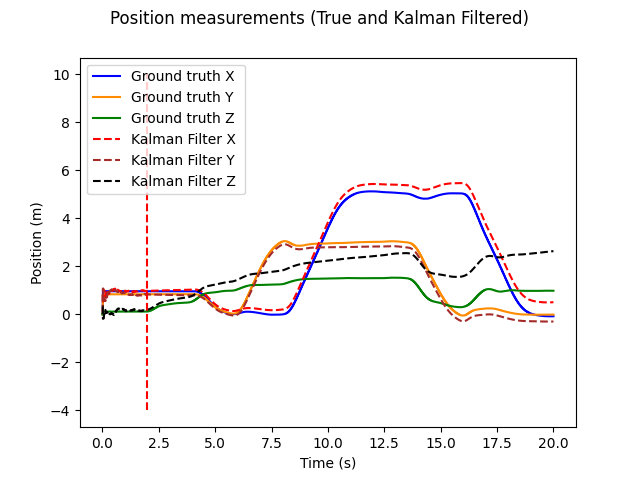 Position measurements (True and Kalman Filtered)
Ground truth X
Ground truth Y
Ground truth Z
Kalman Filter X
Kalman Filter Y
Kalman Filter Z
10
8
6
4
2
0
−2
−4
Position (m)
0.0 2.5 5.0 7.5 10.0 12.5 15.0 17.5 20.0
Time (s)